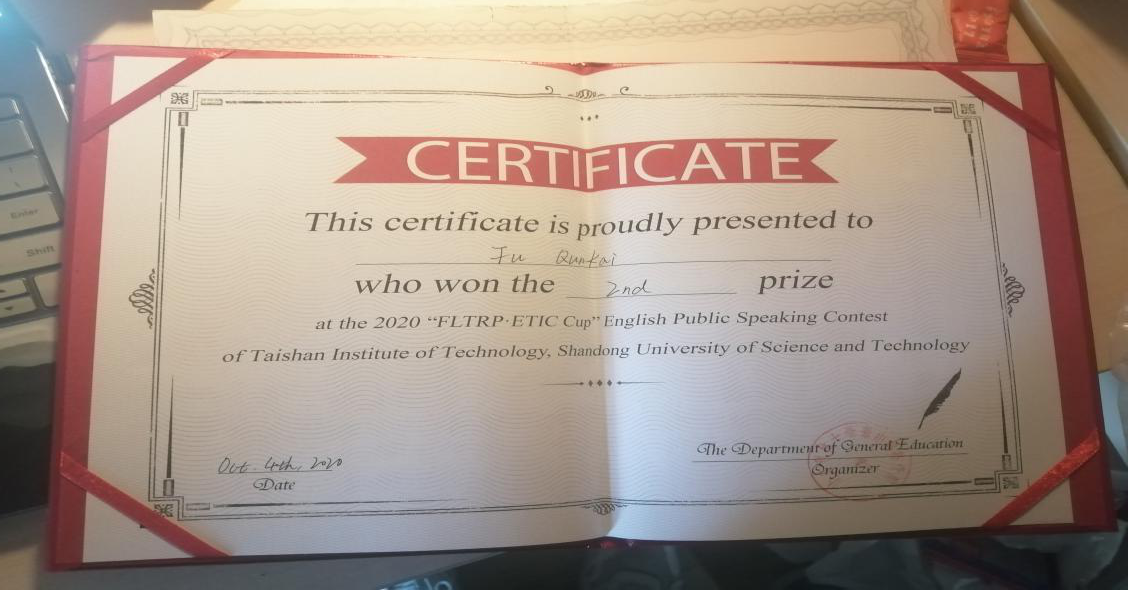 CERTIFICATE
This certificate is proudly presented to
Fu Qunkai
who won the 2nd prize
at the 2020 “FLTRP·ETIC Cup” English Public Speaking Contest
of Taishan Institute of Technology, Shandong University of Science and Technology
Oct. 4th, 2020
Date
The Department of General Education
Organizer
Enter
Shift